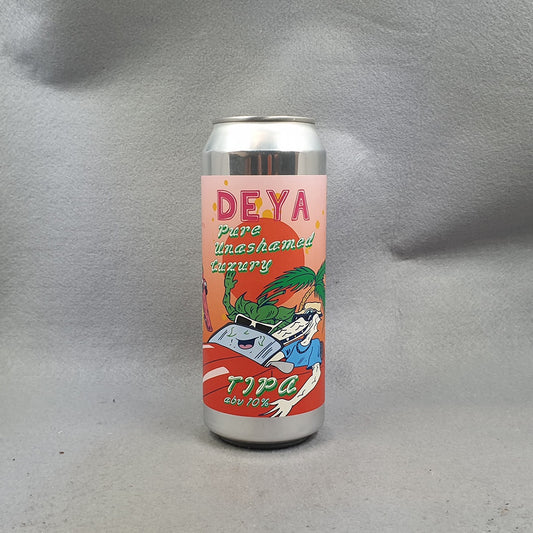 DEYA
Pure
Unashamed
Luxury
TIPA
abv 10%